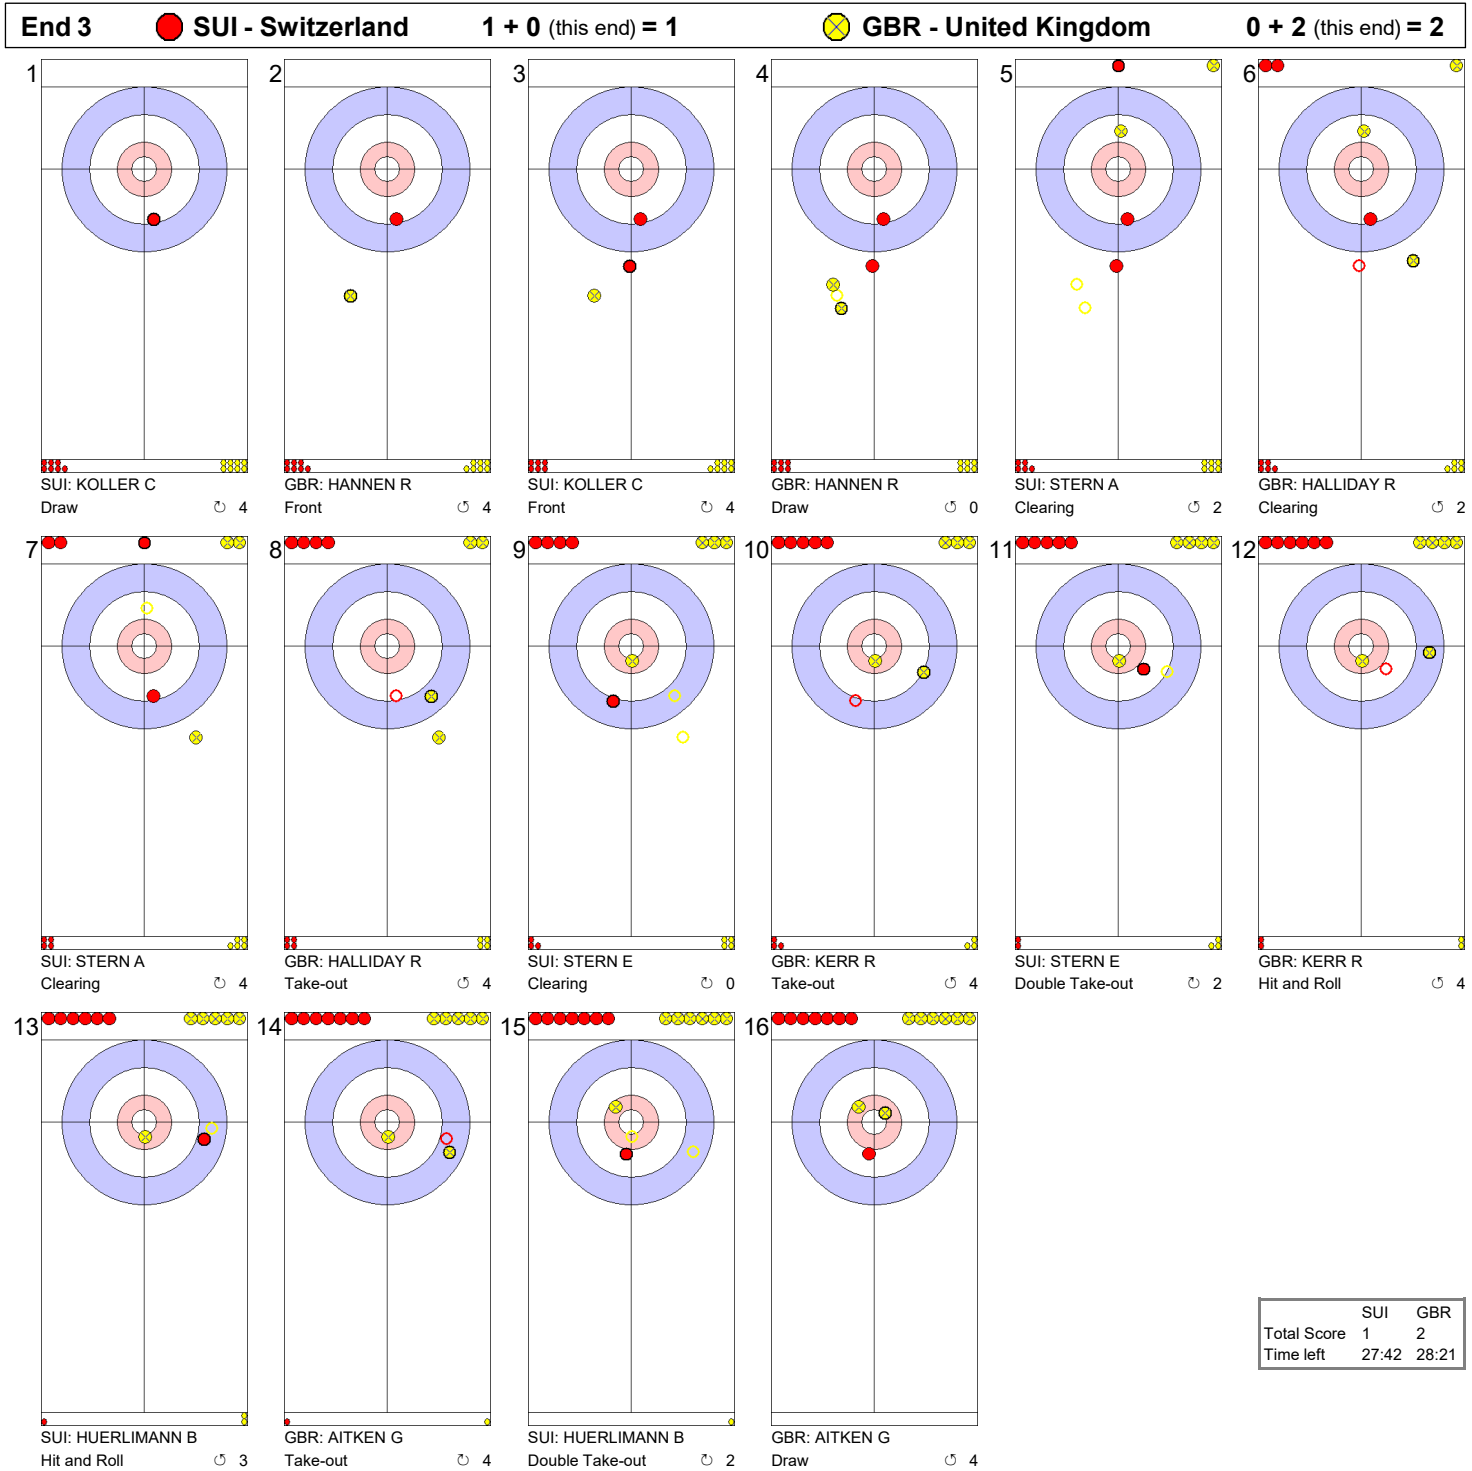 End 3 SUI - Switzerland 1 + 0 (this end) = 1 GBR - United Kingdom 0 + 2 (this end) = 2
1 2 3 4 5 6
SUI: KOLLER C GBR: HANNEN R SUI: KOLLER C GBR: HANNEN R SUI: STERN A GBR: HALLIDAY R
Draw ↻ 4 Front ↺ 4 Front ↻ 4 Draw ↺ 0 Clearing ↺ 2 Clearing ↺ 2
7 8 9 10 11 12
SUI: STERN A GBR: HALLIDAY R SUI: STERN E GBR: KERR R SUI: STERN E GBR: KERR R
Clearing ↻ 4 Take-out ↻ 4 Clearing ↻ 0 Take-out ↺ 4 Double Take-out ↻ 2 Hit and Roll ↺ 4
13 14 15 16
SUI: HUERLIMANN B GBR: AITKEN G SUI: HUERLIMANN B GBR: AITKEN G
Hit and Roll ↺ 3 Take-out ↻ 4 Double Take-out ↻ 2 Draw ↺ 4
SUI GBR
Total Score 1 2
Time left 27:42 28:21